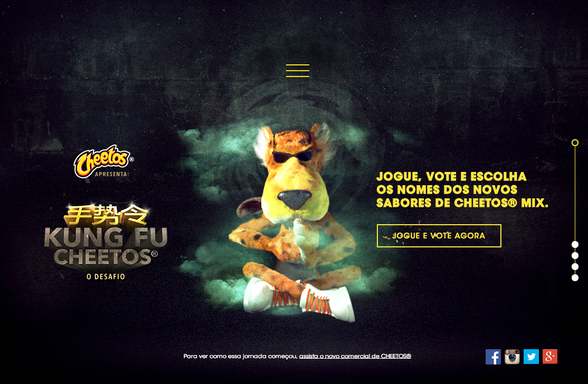 Cheetos®
APRESENTA:
手勢令
KUNG FU
CHEETOS®
O DESAFIO
JOGUE, VOTE E ESCOLHA
OS NOMES DOS NOVOS
SABORES DE CHEETOS® MIX.
JOGUE E VOTE AGORA
Para ver como essa jornada começou, assista o novo comercial de CHEETOS®